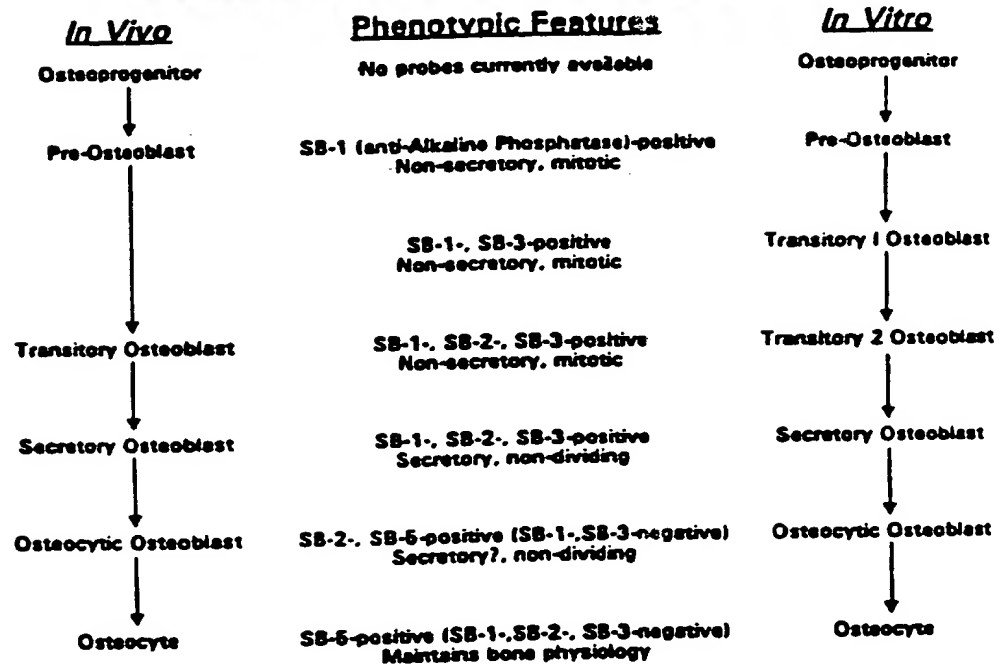 In Vivo Phenotypic Features In Vitro
Osteoprogenitor No probes currently available Osteoprogenitor
Pre-Osteoblast SB-1 (anti-Alkaline Phosphatase)-positive Pre-Osteoblast
Non-secretory, mitotic
SB-1-, SB-3-positive Transitory 1 Osteoblast
Non-secretory, mitotic
Transitory Osteoblast SB-1-, SB-2-, SB-3-positive Transitory 2 Osteoblast
Non-secretory, mitotic
Secretory Osteoblast SB-1-, SB-2-, SB-3-positive Secretory Osteoblast
Secretory, non-dividing
Osteocytic Osteoblast SB-2-, SB-5-positive (SB-1-,SB-3-negative) Osteocytic Osteoblast
Secretory?, non-dividing
Osteocyte SB-5-positive (SB-1-,SB-2-, SB-3-negative) Osteocyte
Maintains bone physiology